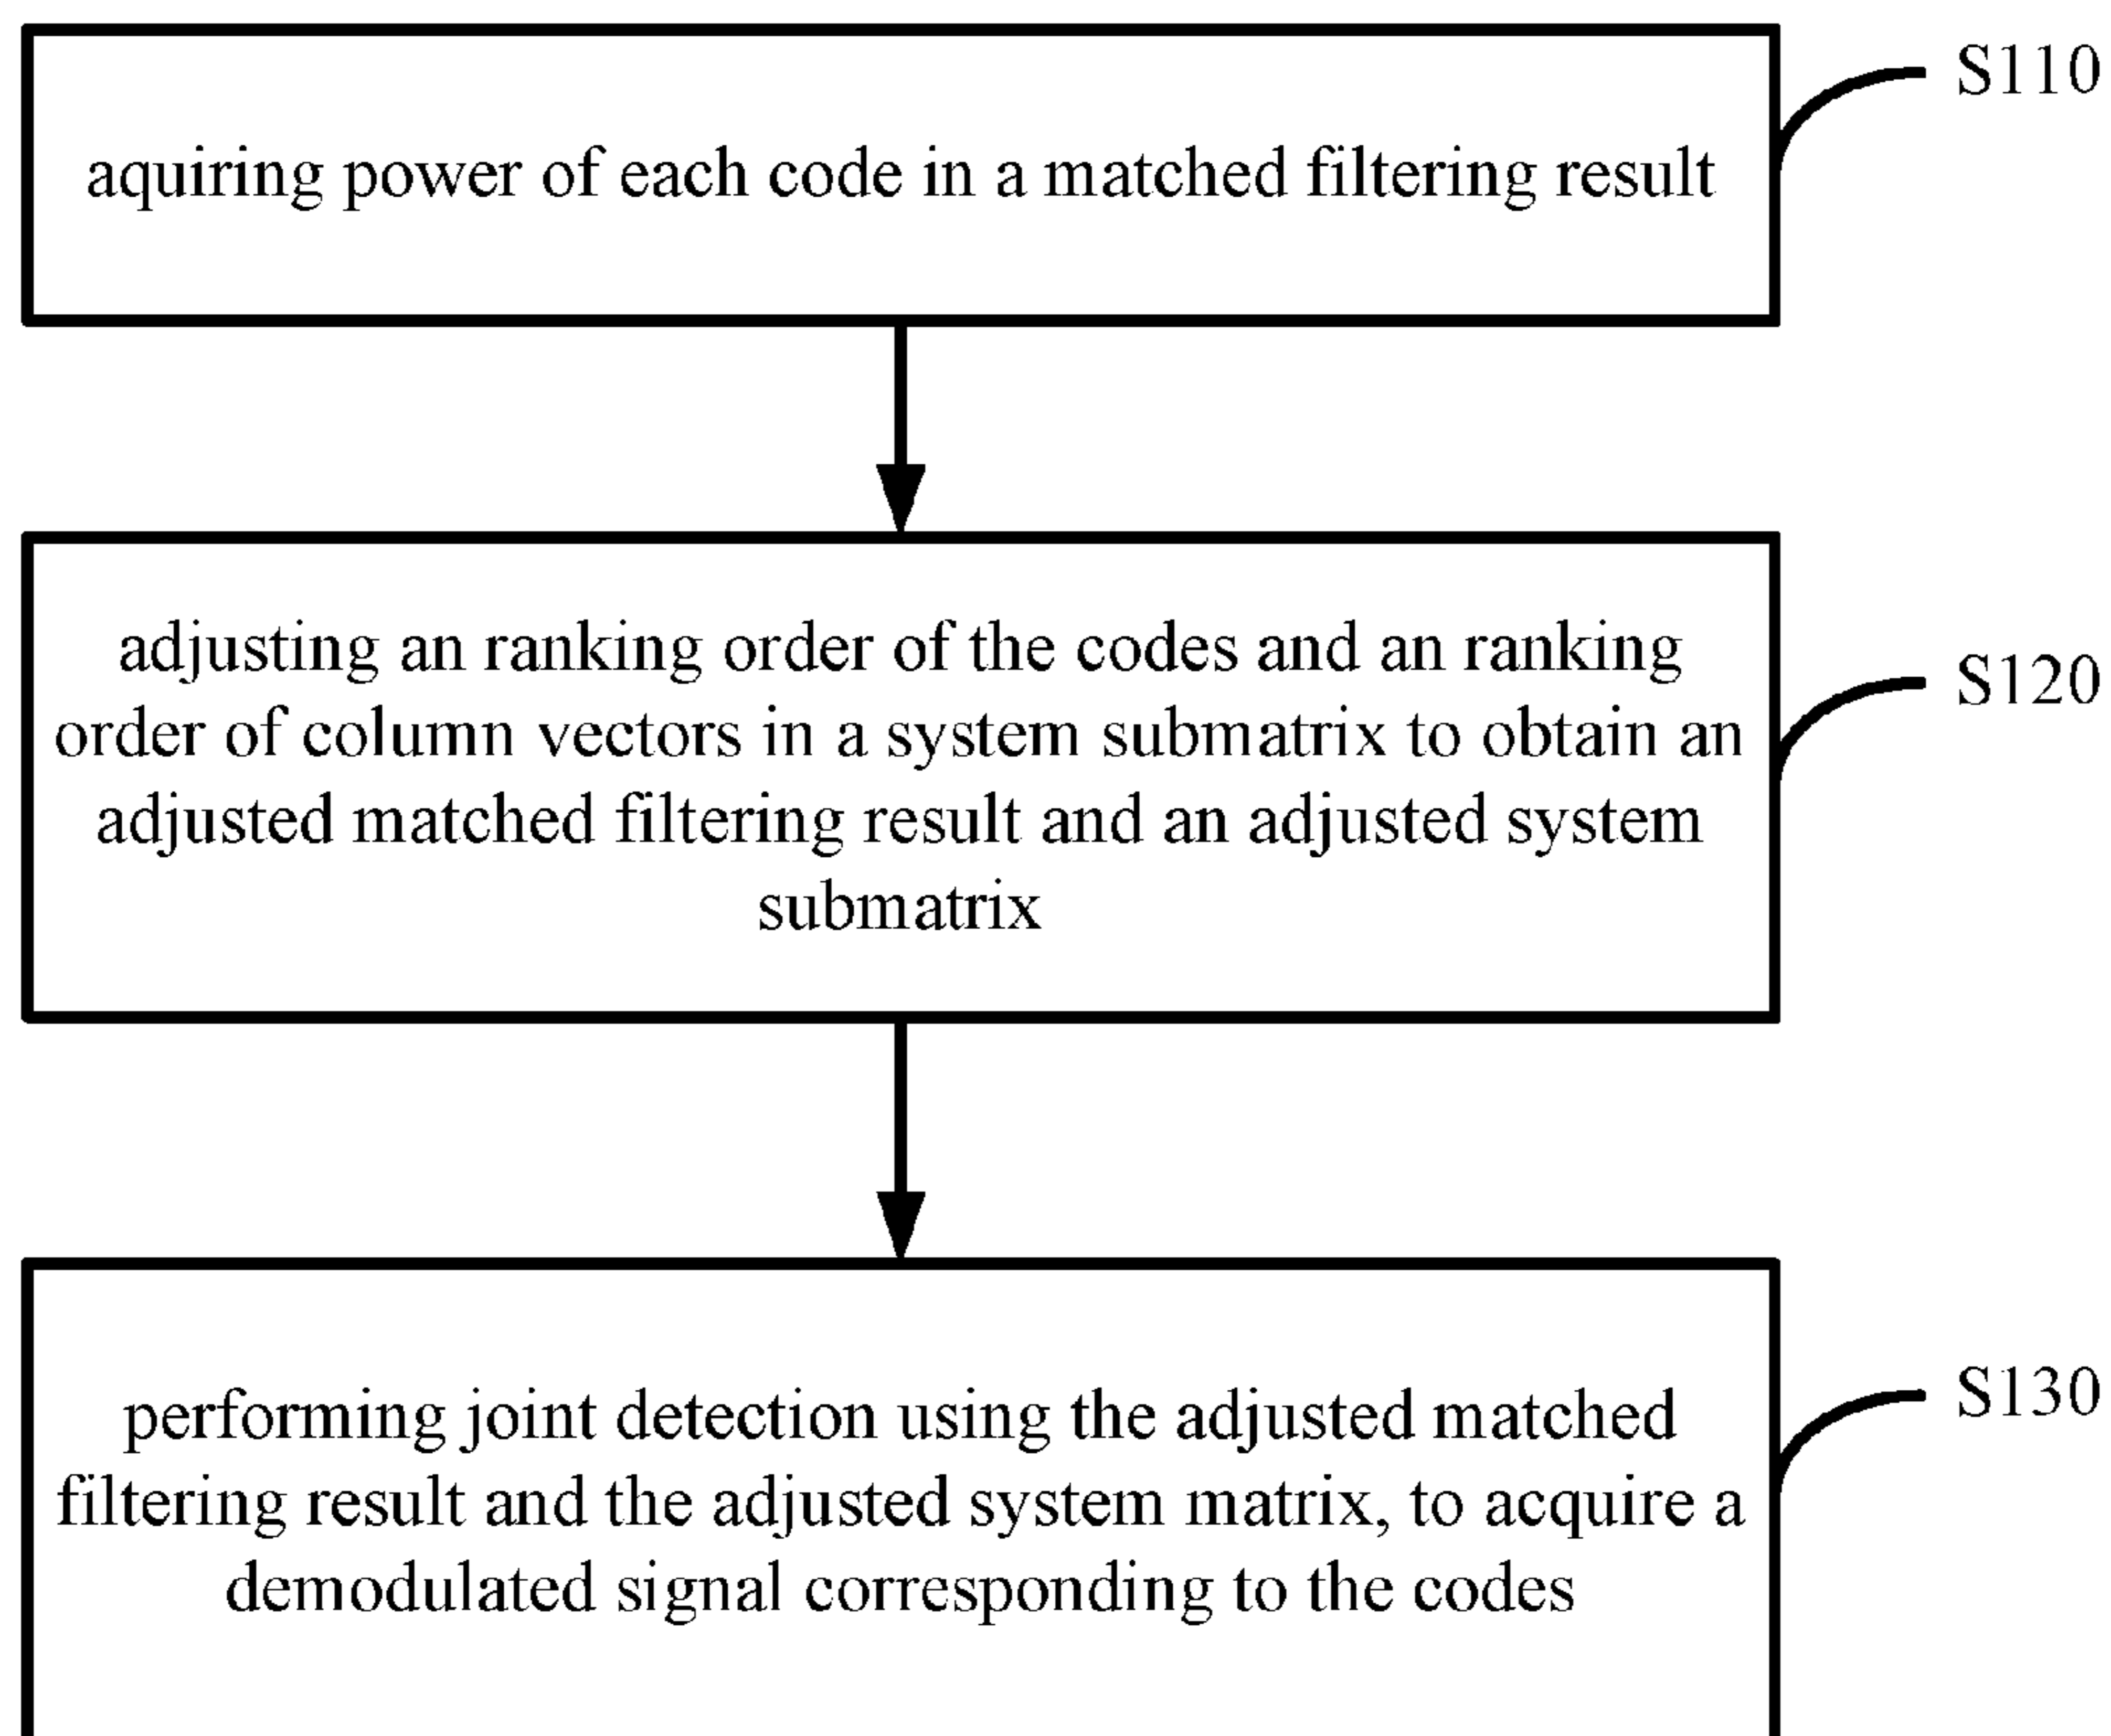 S110
aquiring power of each code in a matched filtering result
adjusting an ranking order of the codes and an ranking
S120
order of column vectors in a system submatrix to obtain an
adjusted matched filtering result and an adjusted system
submatrix
S130
performing joint detection using the adjusted matched
filtering result and the adjusted system matrix, to acquire a
demodulated signal corresponding to the codes